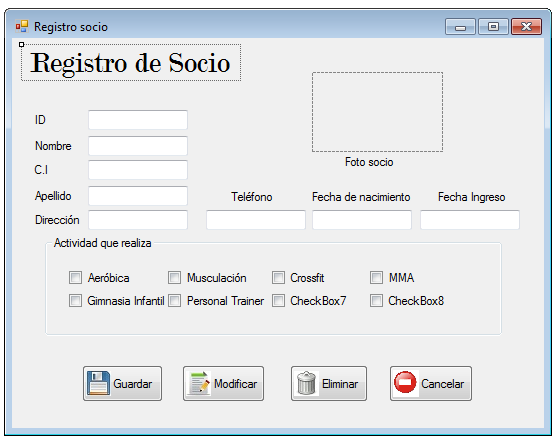 Registro socio
Registro de Socio
ID
Nombre
C.I
Apellido
Dirección
Foto socio
Teléfono Fecha de nacimiento Fecha Ingreso
Actividad que realiza
Aeróbica Musculación Crossfit MMA
Gimnasia Infantil Personal Trainer CheckBox7 CheckBox8
Guardar Modificar Eliminar Cancelar